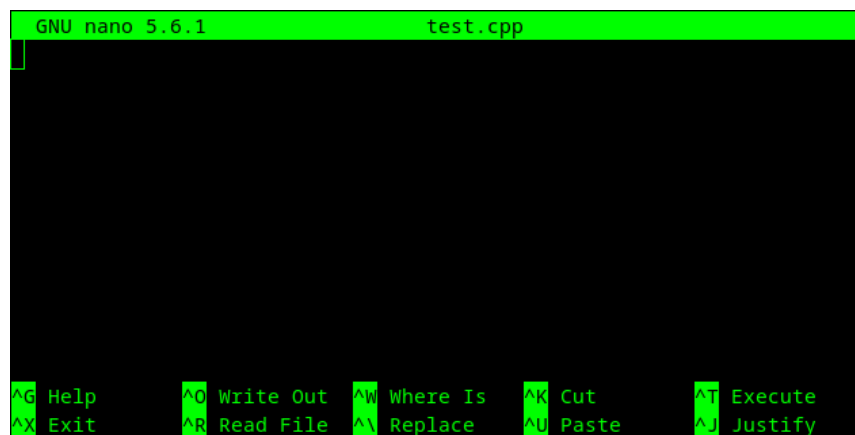 GNU nano 5.6.1 test.cpp
^G Help ^O Write Out ^W Where Is ^K Cut ^T Execute
^X Exit ^R Read File ^\ Replace ^U Paste ^J Justify